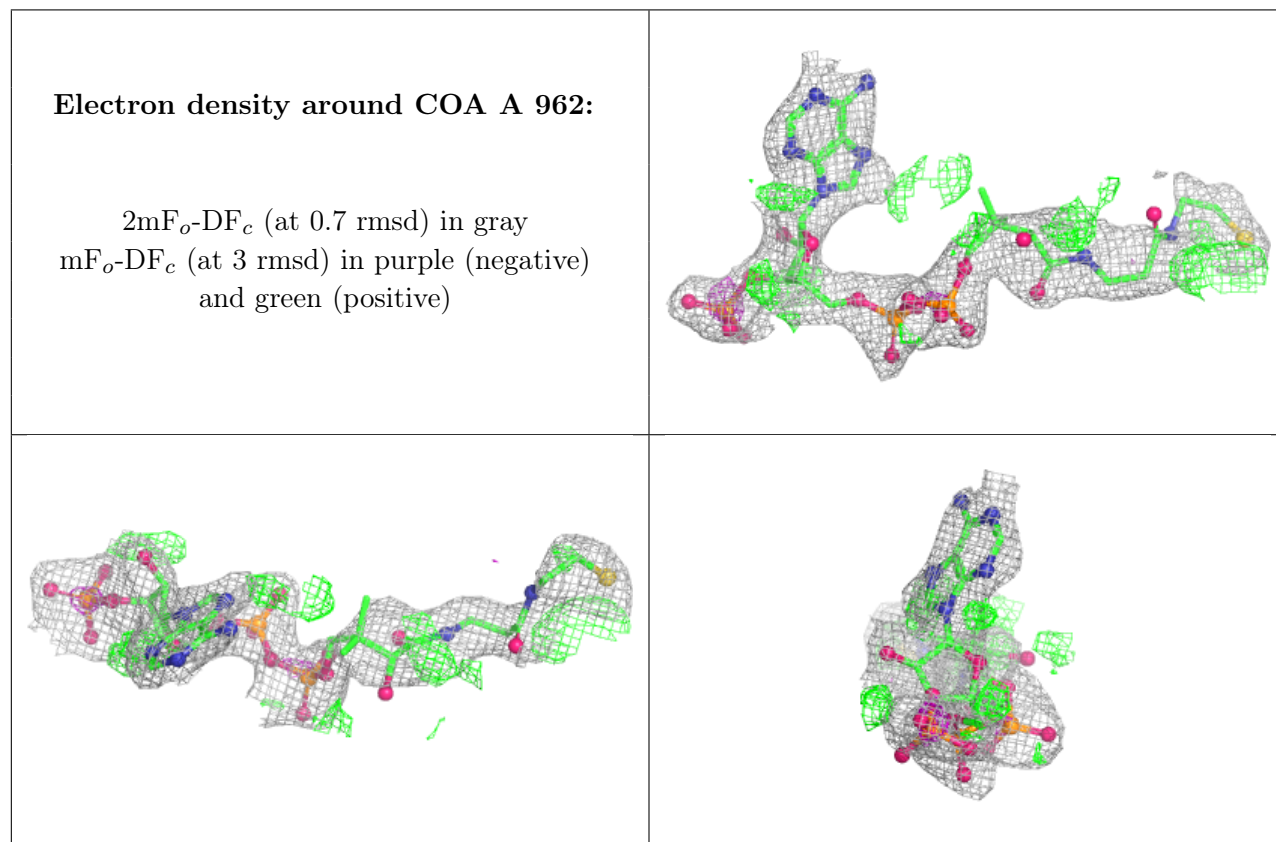 Electron density around COA A 962:
2mFo-DFc (at 0.7 rmsd) in gray
mFo-DFc (at 3 rmsd) in purple (negative)
and green (positive)